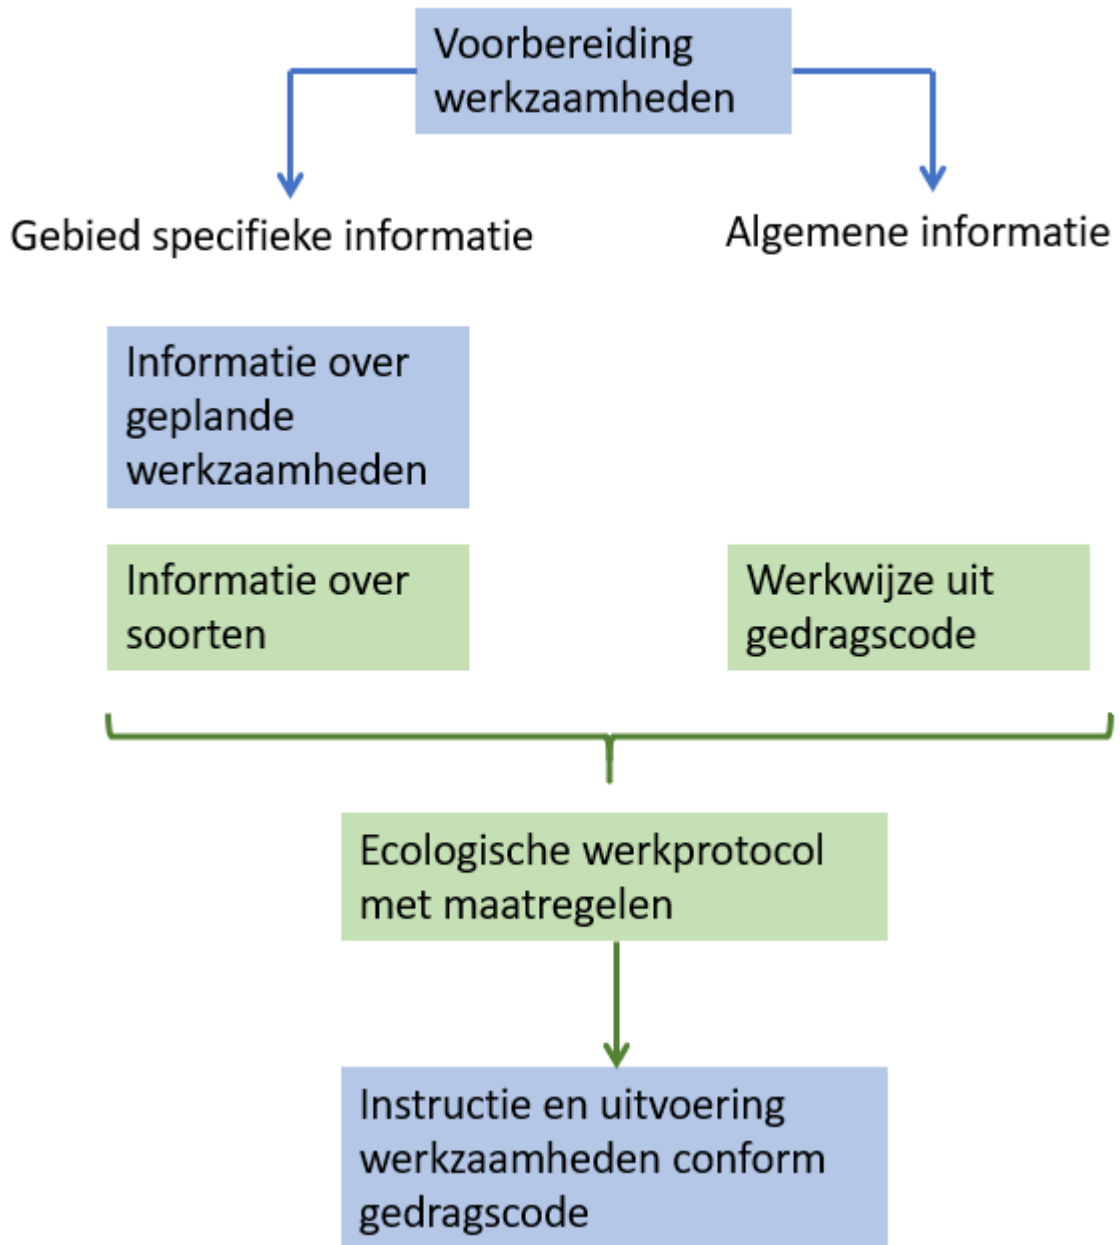 Voorbereiding
werkzaamheden
Gebied specifieke informatie
Algemene informatie
Informatie over
geplande
werkzaamheden
Informatie over
soorten
Werkwijze uit
gedragscode
Ecologische werkprotocol
met maatregelen
Instructie en uitvoering
werkzaamheden conform
gedragscode